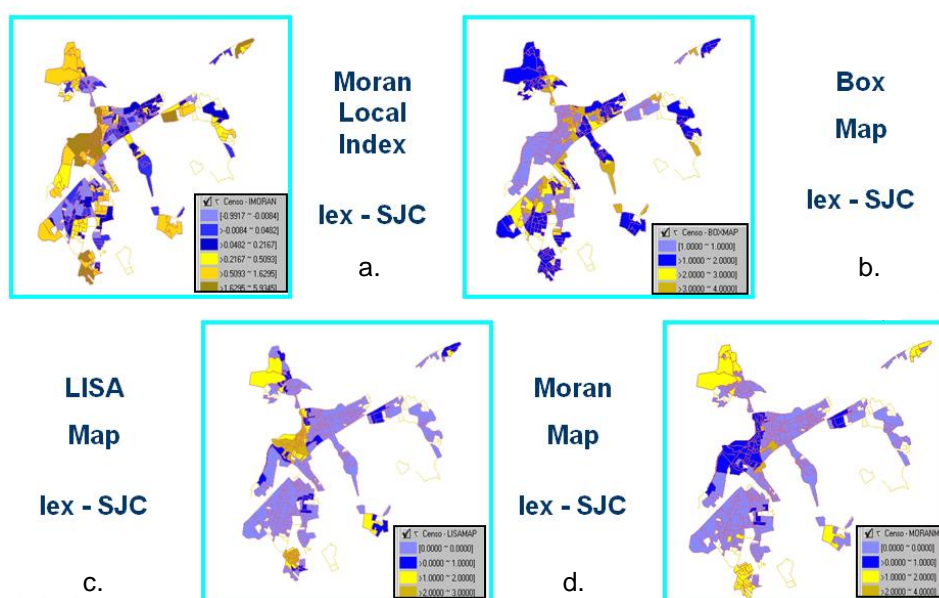 Moran
Local
Index
Iex - SJC
a.
Censo - IMORAN
[-0.9917 ~ -0.0084]
>-0.0084 ~ 0.0482]
>0.0482 ~ 0.2167]
>0.2167 ~ 0.5093]
>0.5093 ~ 1.6295]
>1.6295 ~ 5.9345]
Box
Map
Iex - SJC
b.
Censo - BOXMAP
[1.0000 ~ 1.0000]
>1.0000 ~ 2.0000]
>2.0000 ~ 3.0000]
>3.0000 ~ 4.0000]
LISA
Map
Iex - SJC
c.
Censo - LISAMAP
[0.0000 ~ 0.0000]
>0.0000 ~ 1.0000]
>1.0000 ~ 2.0000]
>2.0000 ~ 3.0000]
Moran
Map
Iex - SJC
d.
Censo - MORANM
[0.0000 ~ 0.0000]
>0.0000 ~ 1.0000]
>1.0000 ~ 2.0000]
>2.0000 ~ 4.0000]